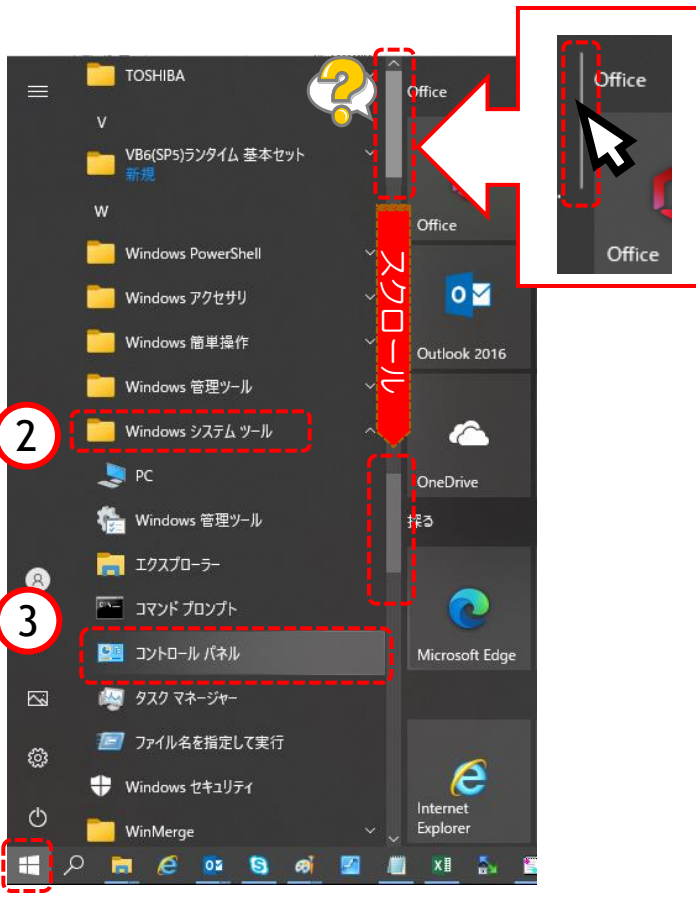 TOSHIBA
V
VB6(SP5)ランタイム 基本セット
新規
W
Windows PowerShell
Windows アクセサリ
Windows 簡単操作
Windows 管理ツール
2
Windows システム ツール
PC
Windows 管理ツール
エクスプローラー
コマンド プロンプト
3
コントロール パネル
タスク マネージャー
ファイル名を指定して実行
Windows セキュリティ
WinMerge
?
スクロール
Office
Office
Outlook 2016
OneDrive
探る
Microsoft Edge
Internet
Explorer
Office
Office